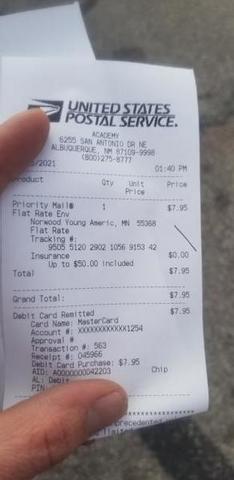 UNITED STATES
POSTAL SERVICE.
ACADEMY
6255 SAN ANTONIO DR NE
ALBUQUERQUE, NM 87109-9998
(800)275-8777
/2021 01:40 PM
Product Qty Unit Price
Price
Priority Mail® 1 $7.95
Flat Rate Env
Norwood Young Americ, MN 55368
Flat Rate
Tracking #:
9505 5120 2902 1056 9153 42
Insurance $0.00
Up to $50.00 included
Total $7.95
Grand Total: $7.95
Debit Card Remitted $7.95
Card Name: MasterCard
Account #: XXXXXXXXXXXX1254
Approval #
Transaction #: 563
Receipt #: 045966
Debit Card Purchase: $7.95
AID: A0000000042203 Chip
AL: Debit
PIN: